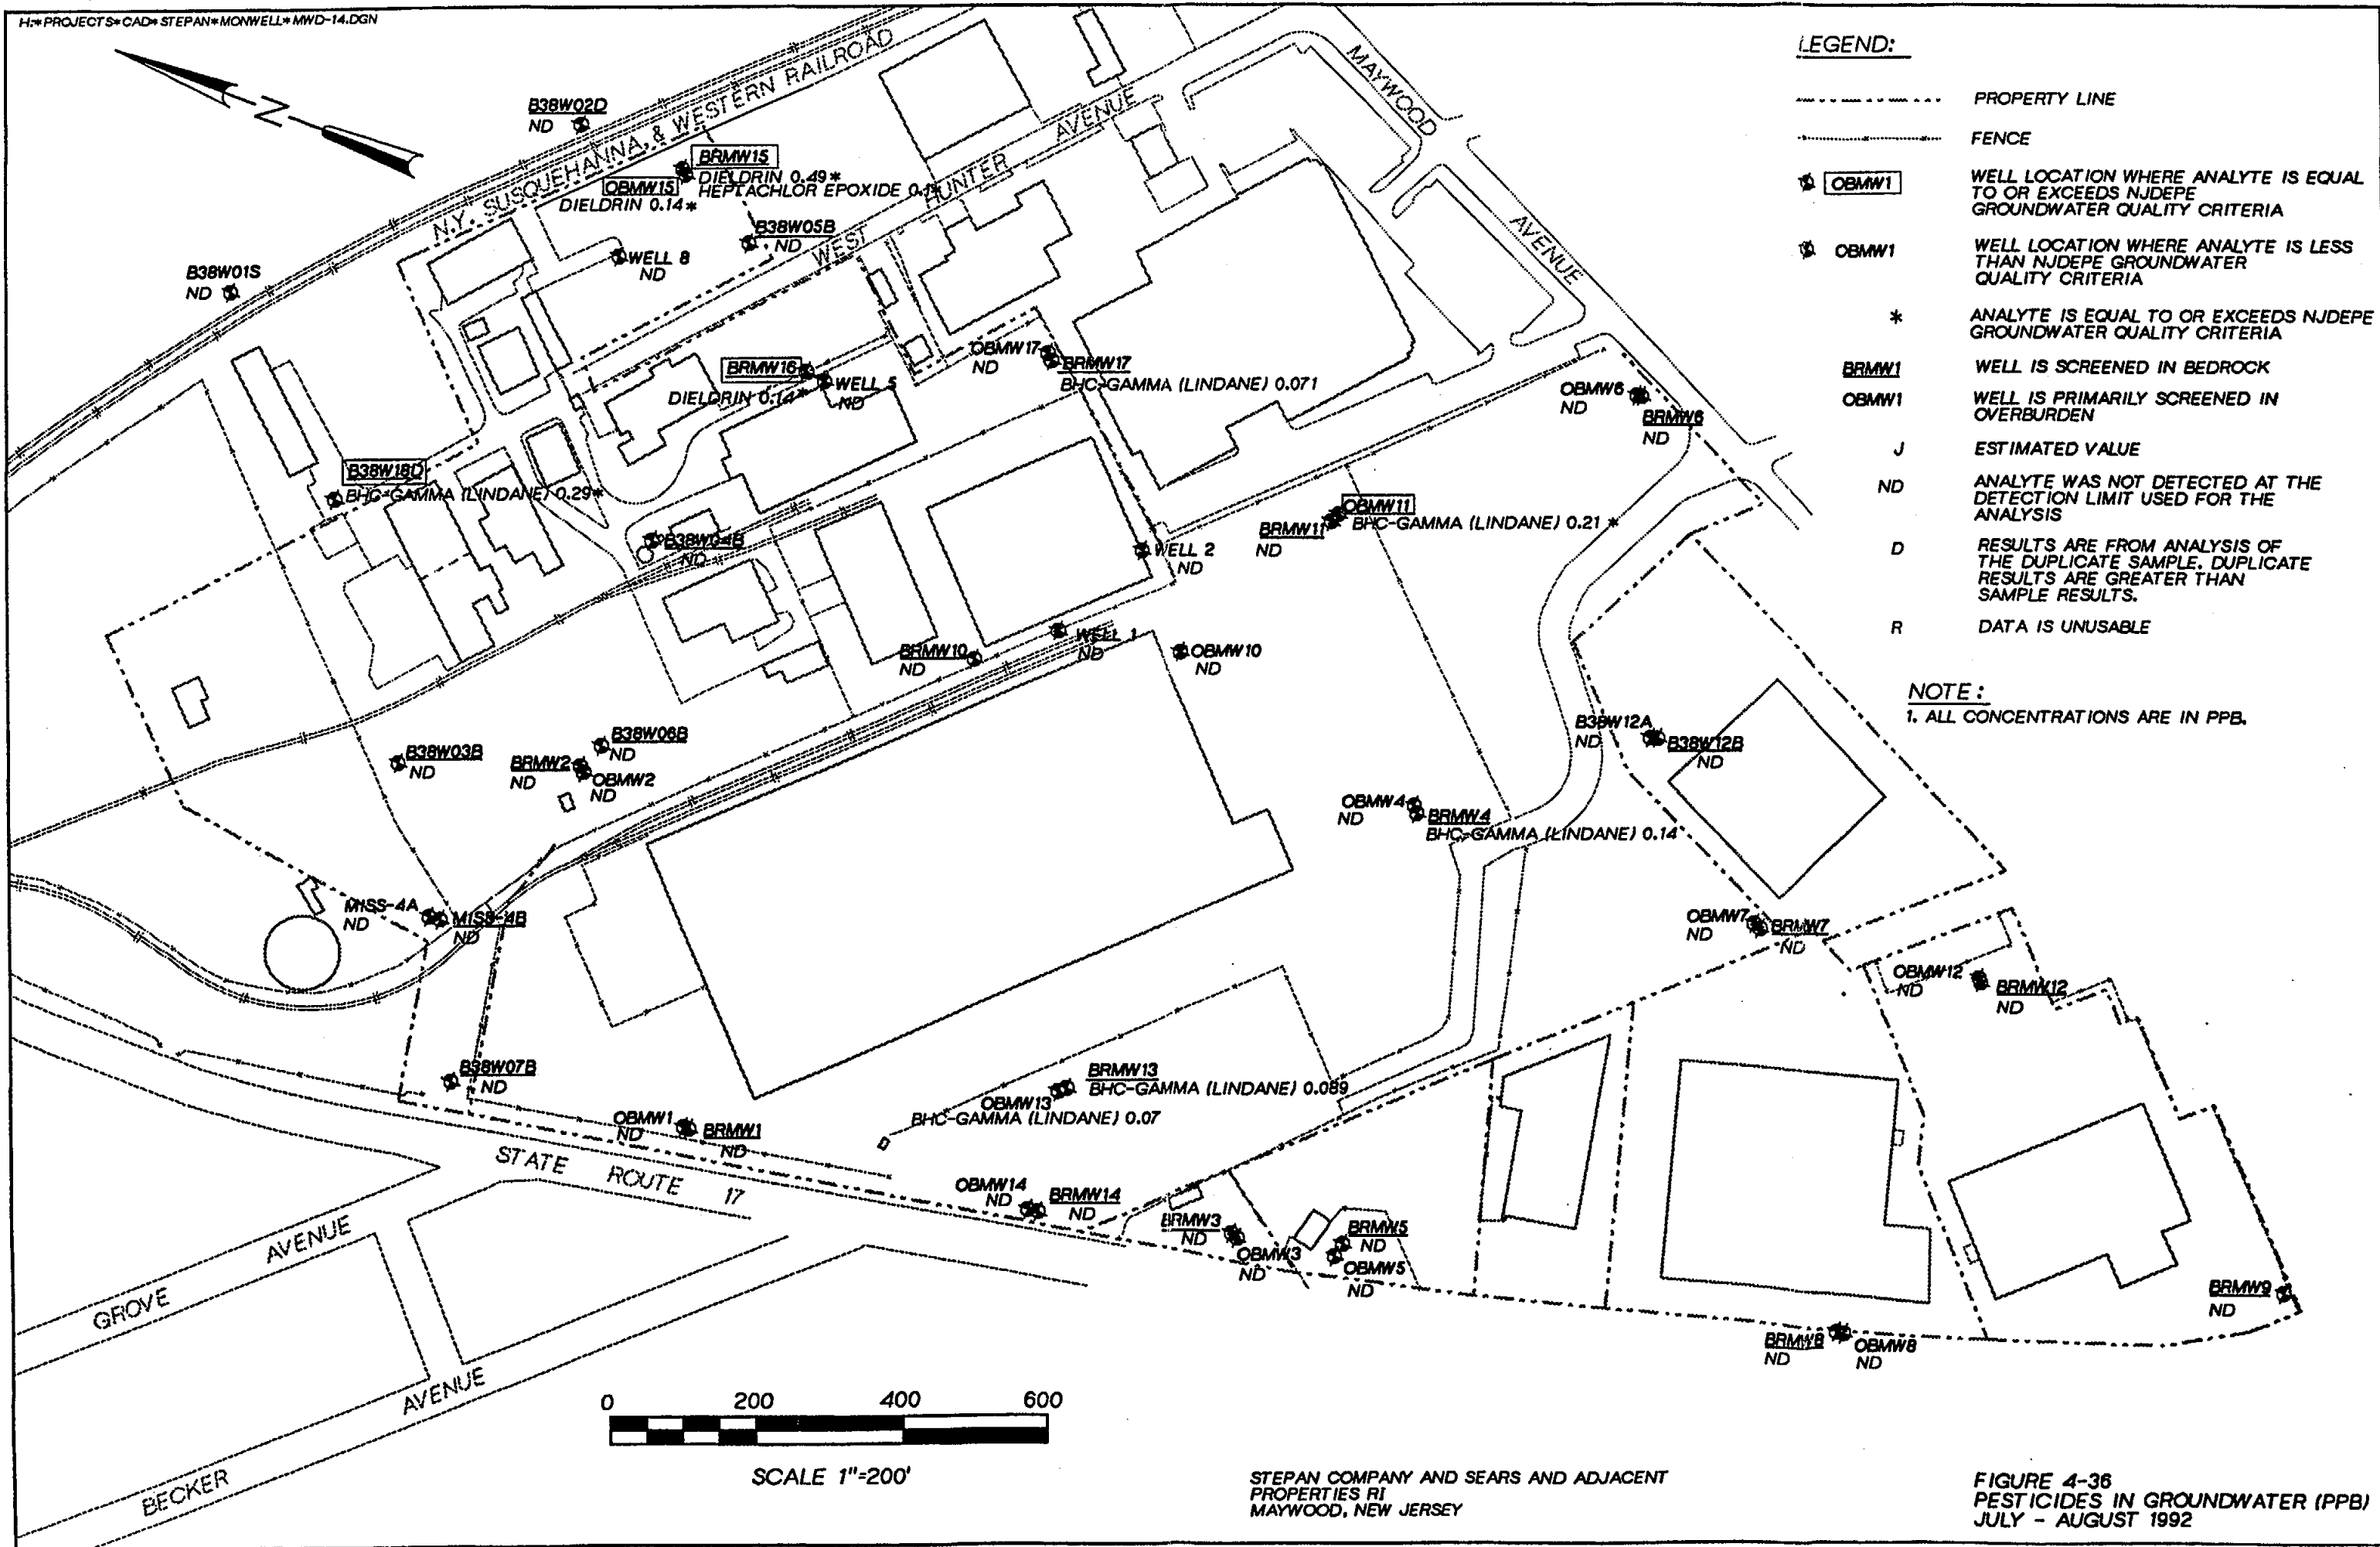 H:*PROJECTS*CAD*STEPAN*MONWELL*MWD-14.DGN
N
N.Y. SUSQUEHANNA, & WESTERN RAILROAD
MAYWOOD AVENUE
WEST HUNTER AVENUE
B38W02D
ND
BRMW15
DIELDRIN 0.49*
HEPTACHLOR EPOXIDE
OBMW15
DIELDRIN 0.14*
B38W05B
ND
WELL 8
ND
B38W01S
ND
OBMW17
ND
BRMW17
BHC-GAMMA (LINDANE) 0.071
BRMW16
DIELDRIN 0.14*
WELL 5
ND
OBMW6
ND
BRMW6
ND
B38W18D
BHC-GAMMA (LINDANE) 0.29*
B38W04B
ND
OBMW11
BHC-GAMMA (LINDANE) 0.21 *
BRMW11
ND
WELL 2
ND
WELL 1
ND
BRMW10
ND
OBMW10
ND
B38W12A
ND
B38W12B
ND
B38W03B
ND
B38W06B
ND
BRMW2
ND
OBMW2
ND
OBMW4
ND
BRMW4
BHC-GAMMA (LINDANE) 0.14
MISS-4A
ND
MISS-4B
ND
OBMW7
ND
BRMW7
ND
OBMW12
ND
BRMW12
ND
B38W07B
ND
OBMW1
ND
BRMW1
ND
BRMW13
BHC-GAMMA (LINDANE) 0.089
OBMW13
BHC-GAMMA (LINDANE) 0.07
OBMW14
ND
BRMW14
ND
BRMW3
ND
OBMW3
ND
BRMW5
ND
OBMW5
ND
BRMW9
ND
BRMW8
ND
OBMW8
ND
STATE ROUTE 17
GROVE AVENUE
BECKER AVENUE
0 200 400 600
SCALE 1"=200'
LEGEND:
PROPERTY LINE
FENCE
OBMW1
WELL LOCATION WHERE ANALYTE IS EQUAL
TO OR EXCEEDS NJDEPE
GROUNDWATER QUALITY CRITERIA
OBMW1
WELL LOCATION WHERE ANALYTE IS LESS
THAN NJDEPE GROUNDWATER
QUALITY CRITERIA
* ANALYTE IS EQUAL TO OR EXCEEDS NJDEPE
GROUNDWATER QUALITY CRITERIA
BRMW1 WELL IS SCREENED IN BEDROCK
OBMW1 WELL IS PRIMARILY SCREENED IN
OVERBURDEN
J ESTIMATED VALUE
ND ANALYTE WAS NOT DETECTED AT THE
DETECTION LIMIT USED FOR THE
ANALYSIS
D RESULTS ARE FROM ANALYSIS OF
THE DUPLICATE SAMPLE. DUPLICATE
RESULTS ARE GREATER THAN
SAMPLE RESULTS.
R DATA IS UNUSABLE
NOTE:
1. ALL CONCENTRATIONS ARE IN PPB.
STEPAN COMPANY AND SEARS AND ADJACENT
PROPERTIES RI
MAYWOOD, NEW JERSEY
FIGURE 4-36
PESTICIDES IN GROUNDWATER (PPB)
JULY - AUGUST 1992